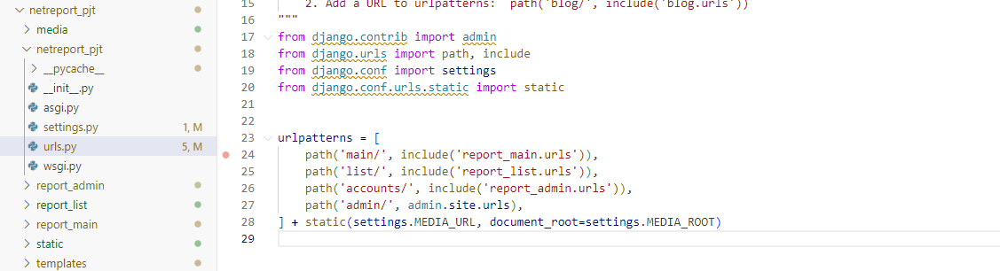 netreport_pjt
media
netreport_pjt
__pycache__
__init__.py
asgi.py
settings.py 1, M
urls.py 5, M
wsgi.py
report_admin
report_list
report_main
static
templates
15 2. Add a URL to urlpatterns:  path('blog/', include('blog.urls'))
16 """
17 from django.contrib import admin
18 from django.urls import path, include
19 from django.conf import settings
20 from django.conf.urls.static import static
21
22
23 urlpatterns = [
24     path('main/', include('report_main.urls')),
25     path('list/', include('report_list.urls')),
26     path('accounts/', include('report_admin.urls')),
27     path('admin/', admin.site.urls),
28 ] + static(settings.MEDIA_URL, document_root=settings.MEDIA_ROOT)
29